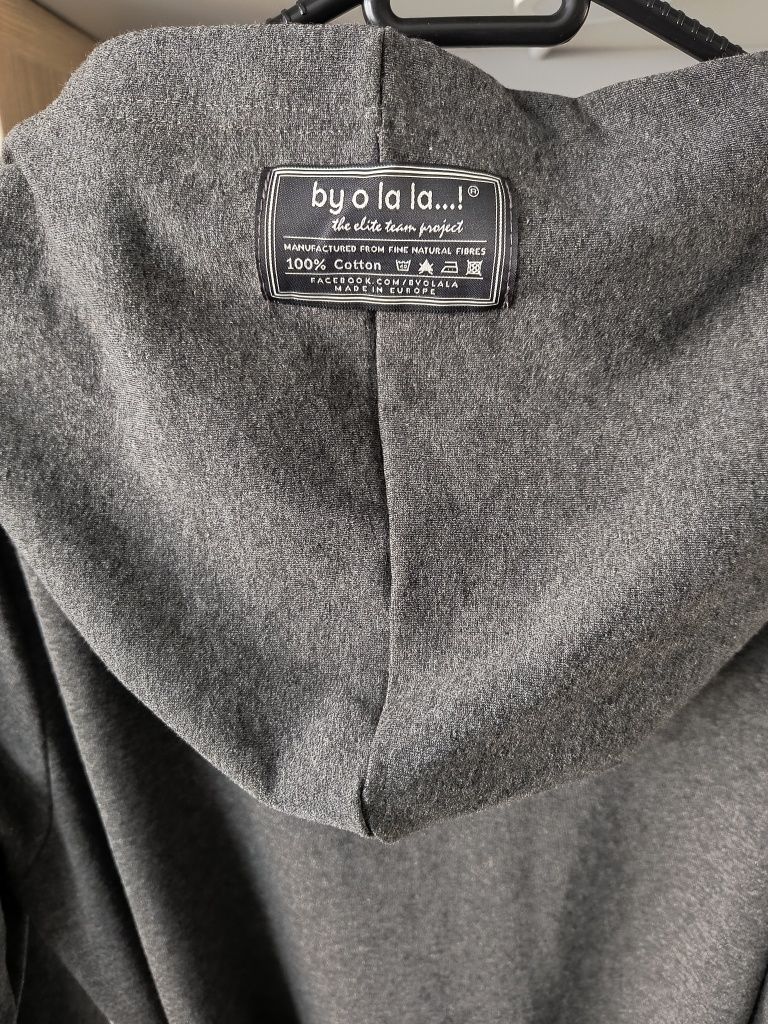 by o la la...!®
the elite team project
MANUFACTURED FROM FINE NATURAL FIBRES
100% Cotton
FACEBOOK.COM/BYOLALA
MADE IN EUROPE